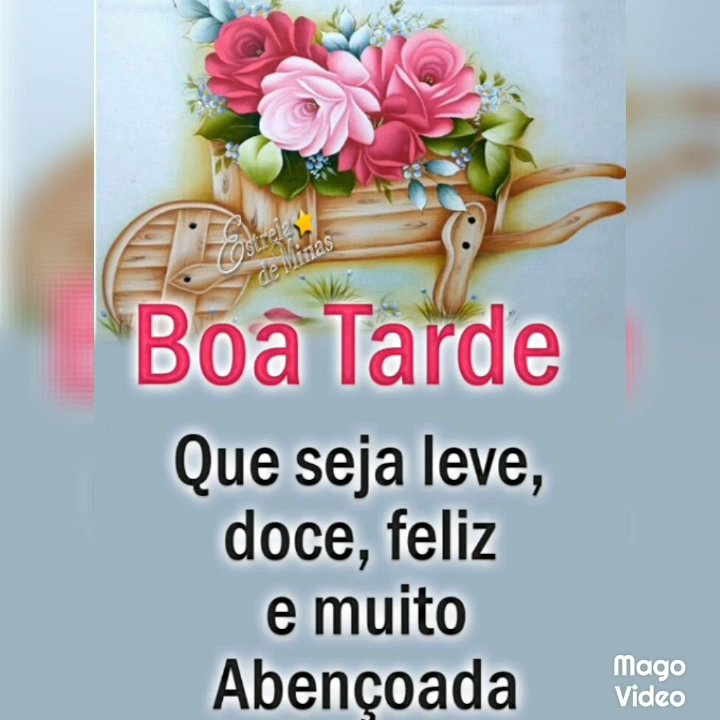 Estrela
de Minas
Boa Tarde
Que seja leve,
doce, feliz
e muito
Abençoada
Mago
Video